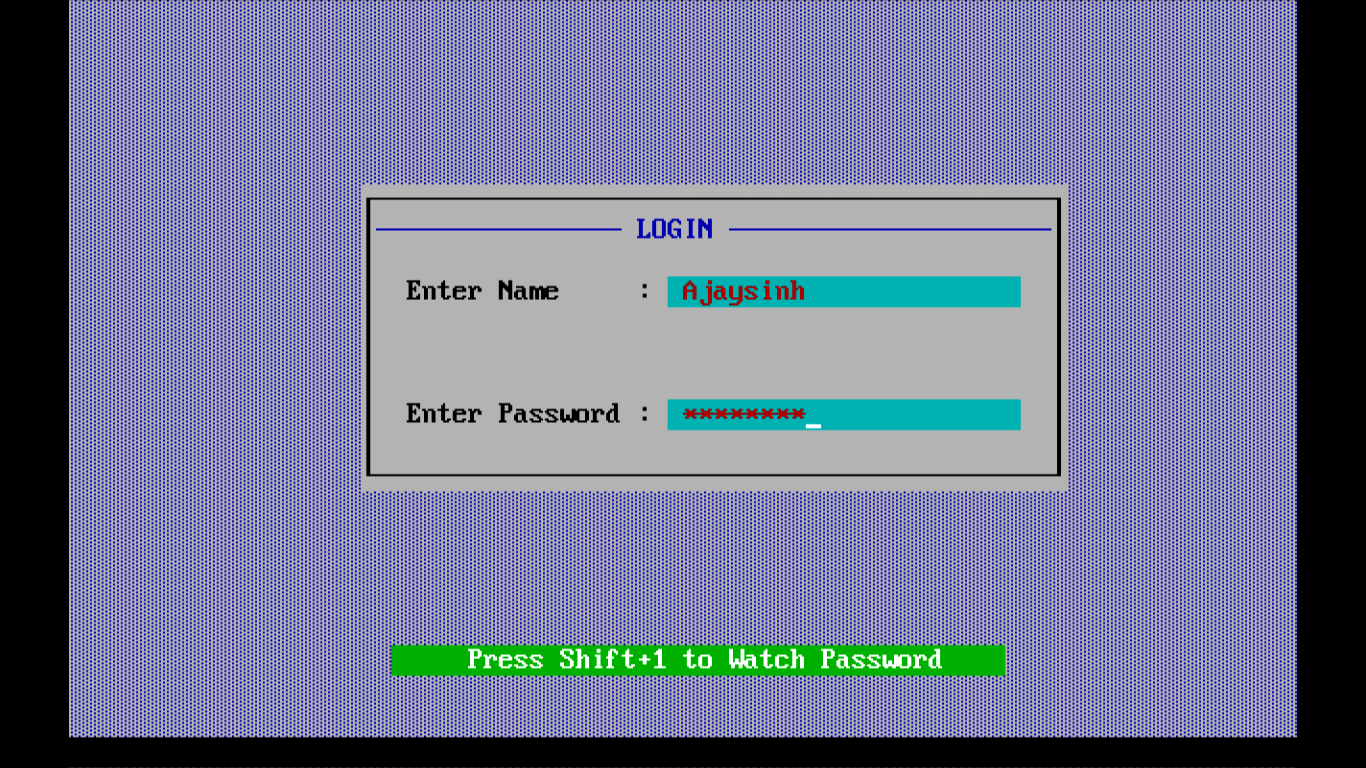 LOGIN
Enter Name : Ajaysinh
Enter Password : ********_
Press Shift+1 to Watch Password